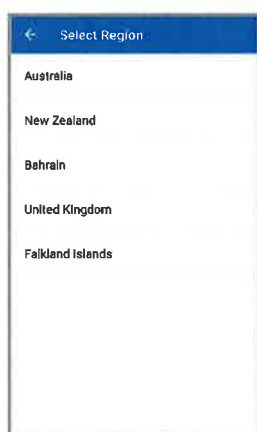 Select Region
Australia
New Zealand
Bahrain
United Kingdom
Falkland Islands